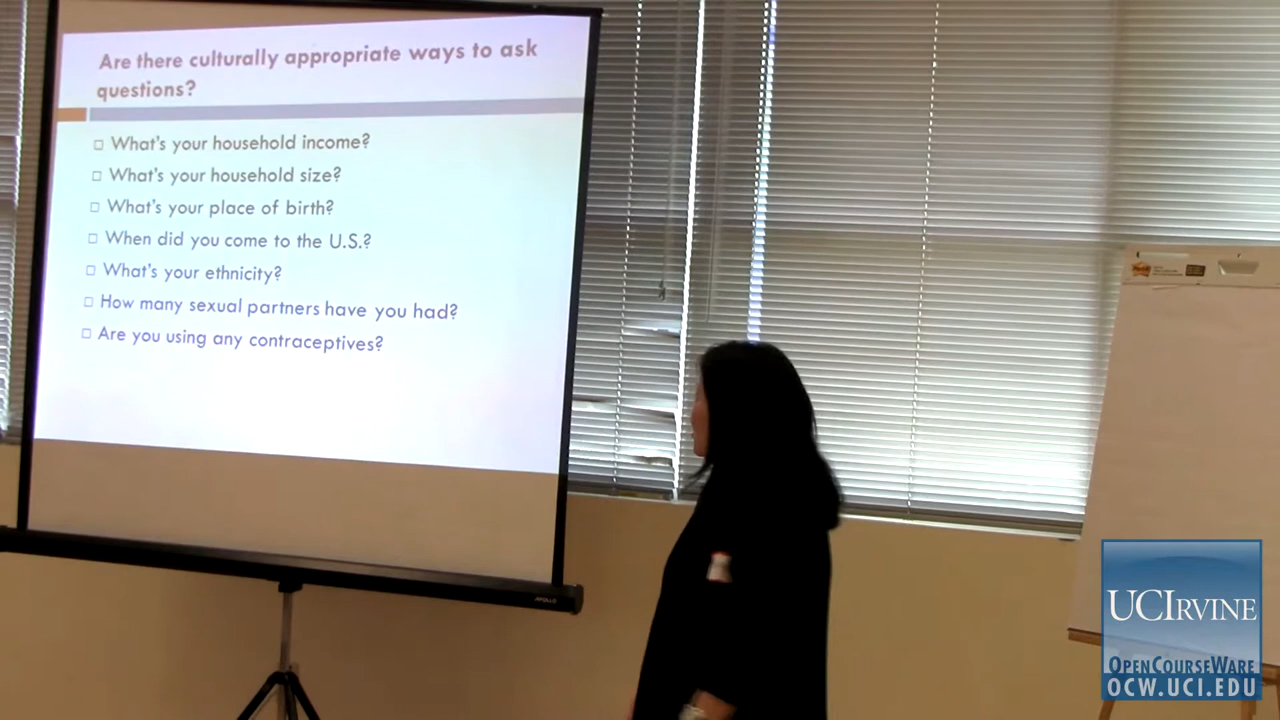 Are there culturally appropriate ways to ask
questions?
□ What's your household income?
□ What's your household size?
□ What's your place of birth?
□ When did you come to the U.S.?
□ What's your ethnicity?
□ How many sexual partners have you had?
□ Are you using any contraceptives?
APOLLO
UCIRVINE
OPENCOURSEWARE
OCW.UCI.EDU